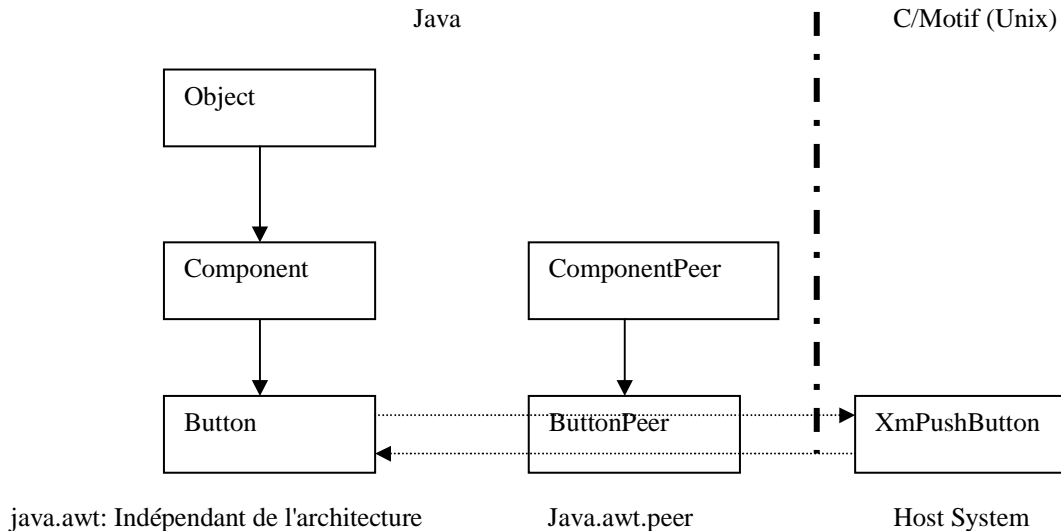 Java
C/Motif (Unix)
Object
Component
ComponentPeer
Button
ButtonPeer
XmPushButton
java.awt: Indépendant de l'architecture
Java.awt.peer
Host System